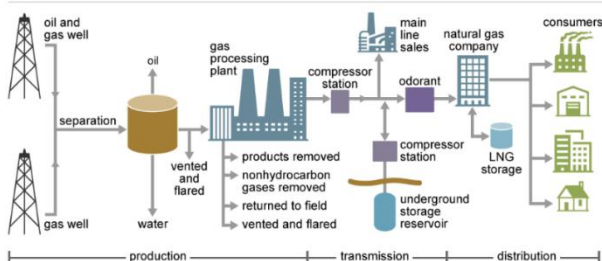 oil and
gas well
gas well
separation
oil
water
vented
and
flared
gas
processing
plant
products removed
nonhydrocarbon
gases removed
returned to field
vented and flared
compressor
station
main
line
sales
odorant
compressor
station
underground
storage
reservoir
natural gas
company
LNG
storage
consumers
production
transmission
distribution